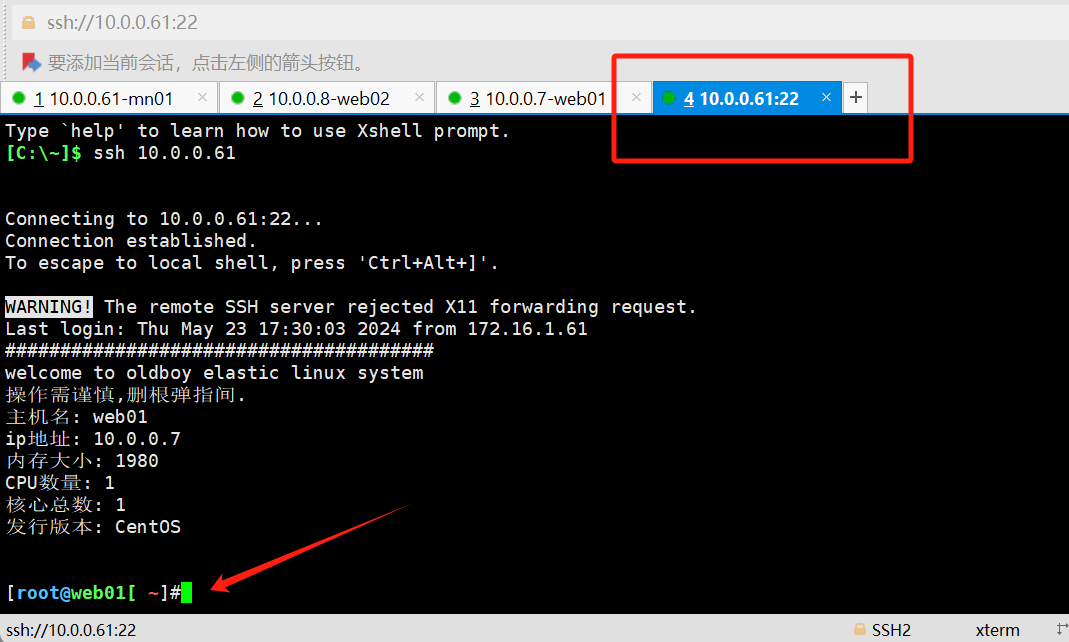 ssh://10.0.0.61:22
要添加当前会话，点击左侧的箭头按钮。
1 10.0.0.61-mn01 × 2 10.0.0.8-web02 × 3 10.0.0.7-web01 × 4 10.0.0.61:22 × +
Type `help' to learn how to use Xshell prompt.
[C:\~]$ ssh 10.0.0.61
Connecting to 10.0.0.61:22...
Connection established.
To escape to local shell, press 'Ctrl+Alt+]'.
WARNING! The remote SSH server rejected X11 forwarding request.
Last login: Thu May 23 17:30:03 2024 from 172.16.1.61
#######################################
welcome to oldboy elastic linux system
操作需谨慎,删根弹指间.
主机名: web01
ip地址: 10.0.0.7
内存大小: 1980
CPU数量: 1
核心总数: 1
发行版本: CentOS
[root@web01[ ~]#
ssh://10.0.0.61:22 SSH2 xterm